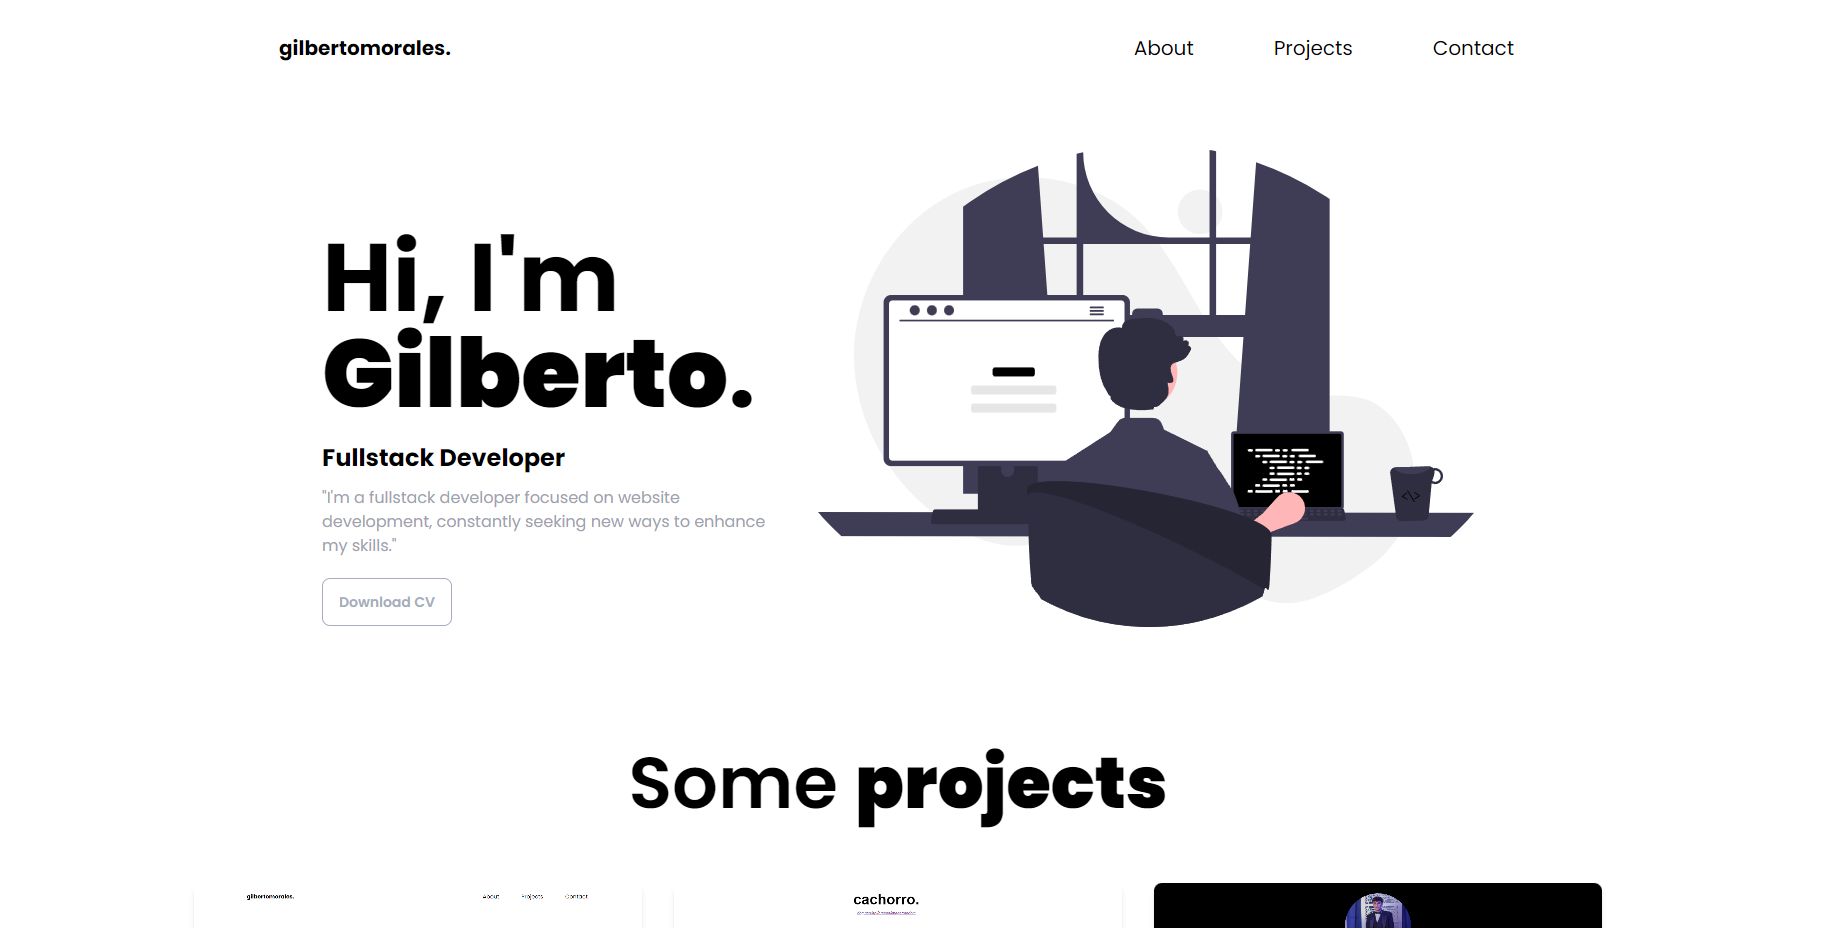 gilbertomorales.
About
Projects
Contact
Hi, I'm
Gilberto.
Fullstack Developer
"I'm a fullstack developer focused on website
development, constantly seeking new ways to enhance
my skills."
Download CV
Some projects
gilbertomorales.
About
Projects
Contact
cachorro.